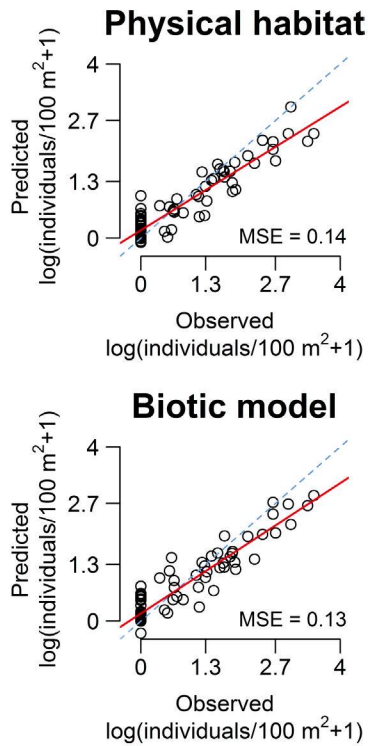 Physical habitat
4
2.7
1.3
0
Predicted
log(individuals/100 m²+1)
MSE = 0.14
0 1.3 2.7 4
Observed
log(individuals/100 m²+1)
Biotic model
4
2.7
1.3
0
Predicted
log(individuals/100 m²+1)
MSE = 0.13
0 1.3 2.7 4
Observed
log(individuals/100 m²+1)